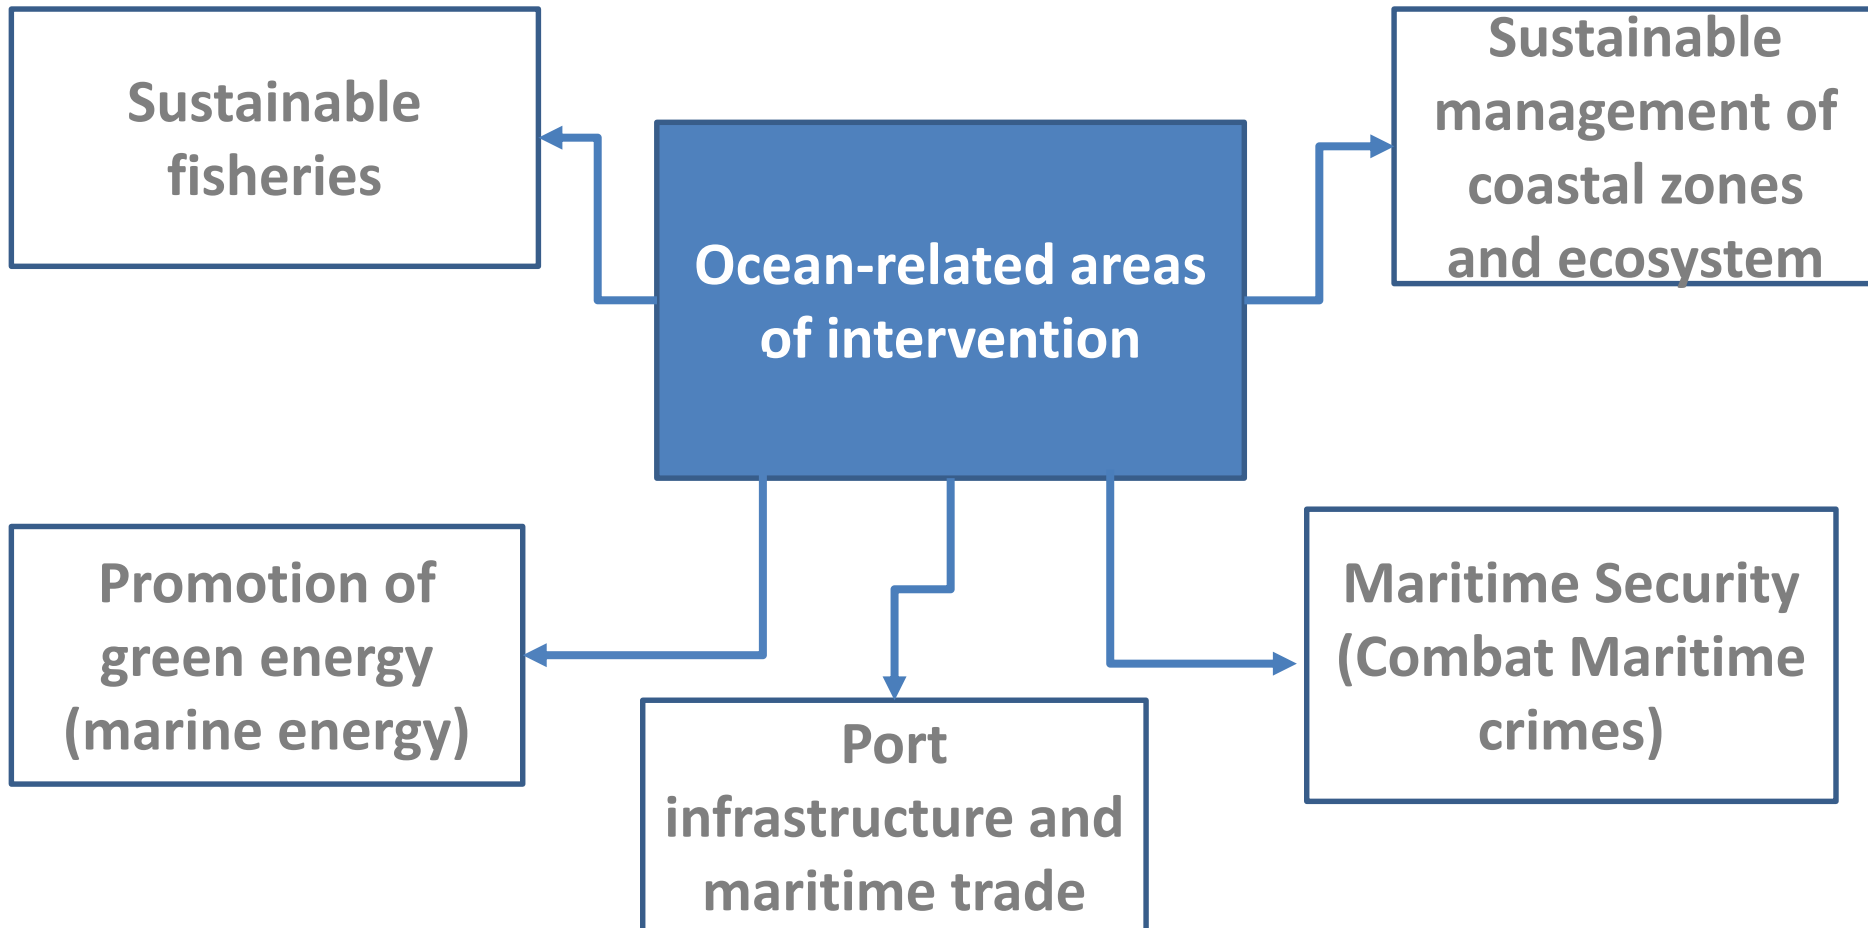 Sustainable
fisheries
Sustainable
management of
coastal zones
and ecosystem
Ocean-related areas
of intervention
Promotion of
green energy
(marine energy)
Port
infrastructure and
maritime trade
Maritime Security
(Combat Maritime
crimes)